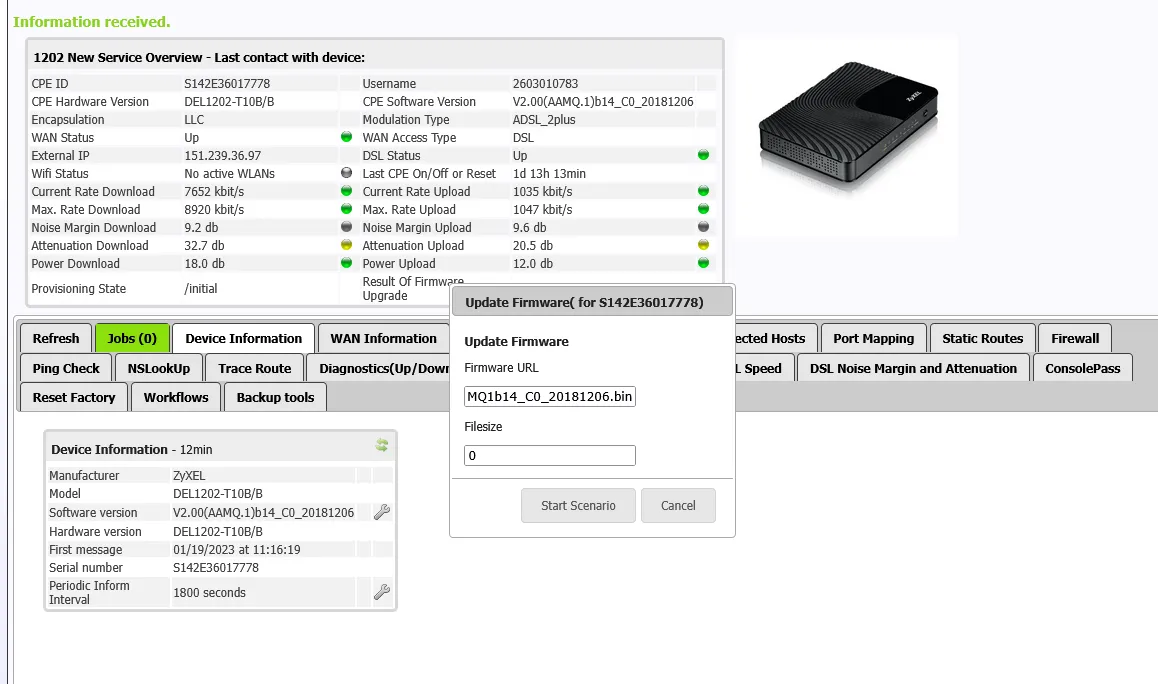 Information received.
1202 New Service Overview - Last contact with device:
CPE ID S142E36017778 Username 2603010783
CPE Hardware Version DEL1202-T10B/B CPE Software Version V2.00(AAMQ.1)b14_C0_20181206
Encapsulation LLC Modulation Type ADSL_2plus
WAN Status Up WAN Access Type DSL
External IP 151.239.36.97 DSL Status Up
Wifi Status No active WLANs Last CPE On/Off or Reset 1d 13h 13min
Current Rate Download 7652 kbit/s Current Rate Upload 1035 kbit/s
Max. Rate Download 8920 kbit/s Max. Rate Upload 1047 kbit/s
Noise Margin Download 9.2 db Noise Margin Upload 9.6 db
Attenuation Download 32.7 db Attenuation Upload 20.5 db
Power Download 18.0 db Power Upload 12.0 db
Provisioning State /initial Result Of Firmware
Upgrade
ZyXEL
Refresh Jobs (0) Device Information WAN Information ected Hosts Port Mapping Static Routes Firewall
Ping Check NSLookUp Trace Route Diagnostics(Up/Down L Speed DSL Noise Margin and Attenuation ConsolePass
Reset Factory Workflows Backup tools
Update Firmware( for S142E36017778)
Update Firmware
Firmware URL
MQ1b14_C0_20181206.bin
Filesize
0
Start Scenario Cancel
Device Information - 12min
Manufacturer ZyXEL
Model DEL1202-T10B/B
Software version V2.00(AAMQ.1)b14_C0_20181206
Hardware version DEL1202-T10B/B
First message 01/19/2023 at 11:16:19
Serial number S142E36017778
Periodic Inform
Interval 1800 seconds